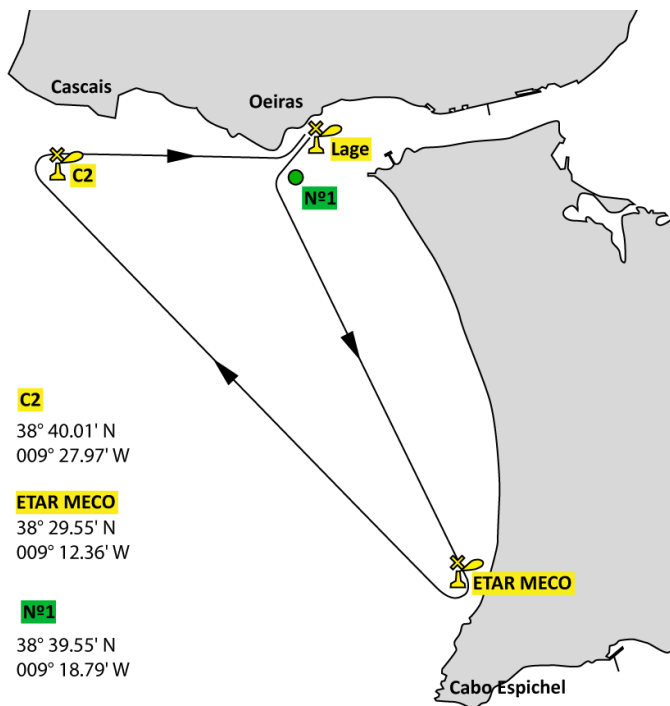 Cascais
Oeiras
Lage
C2
Nº1
C2
38° 40.01' N
009° 27.97' W
ETAR MECO
38° 29.55' N
009° 12.36' W
ETAR MECO
Nº1
38° 39.55' N
009° 18.79' W
Cabo Espichel